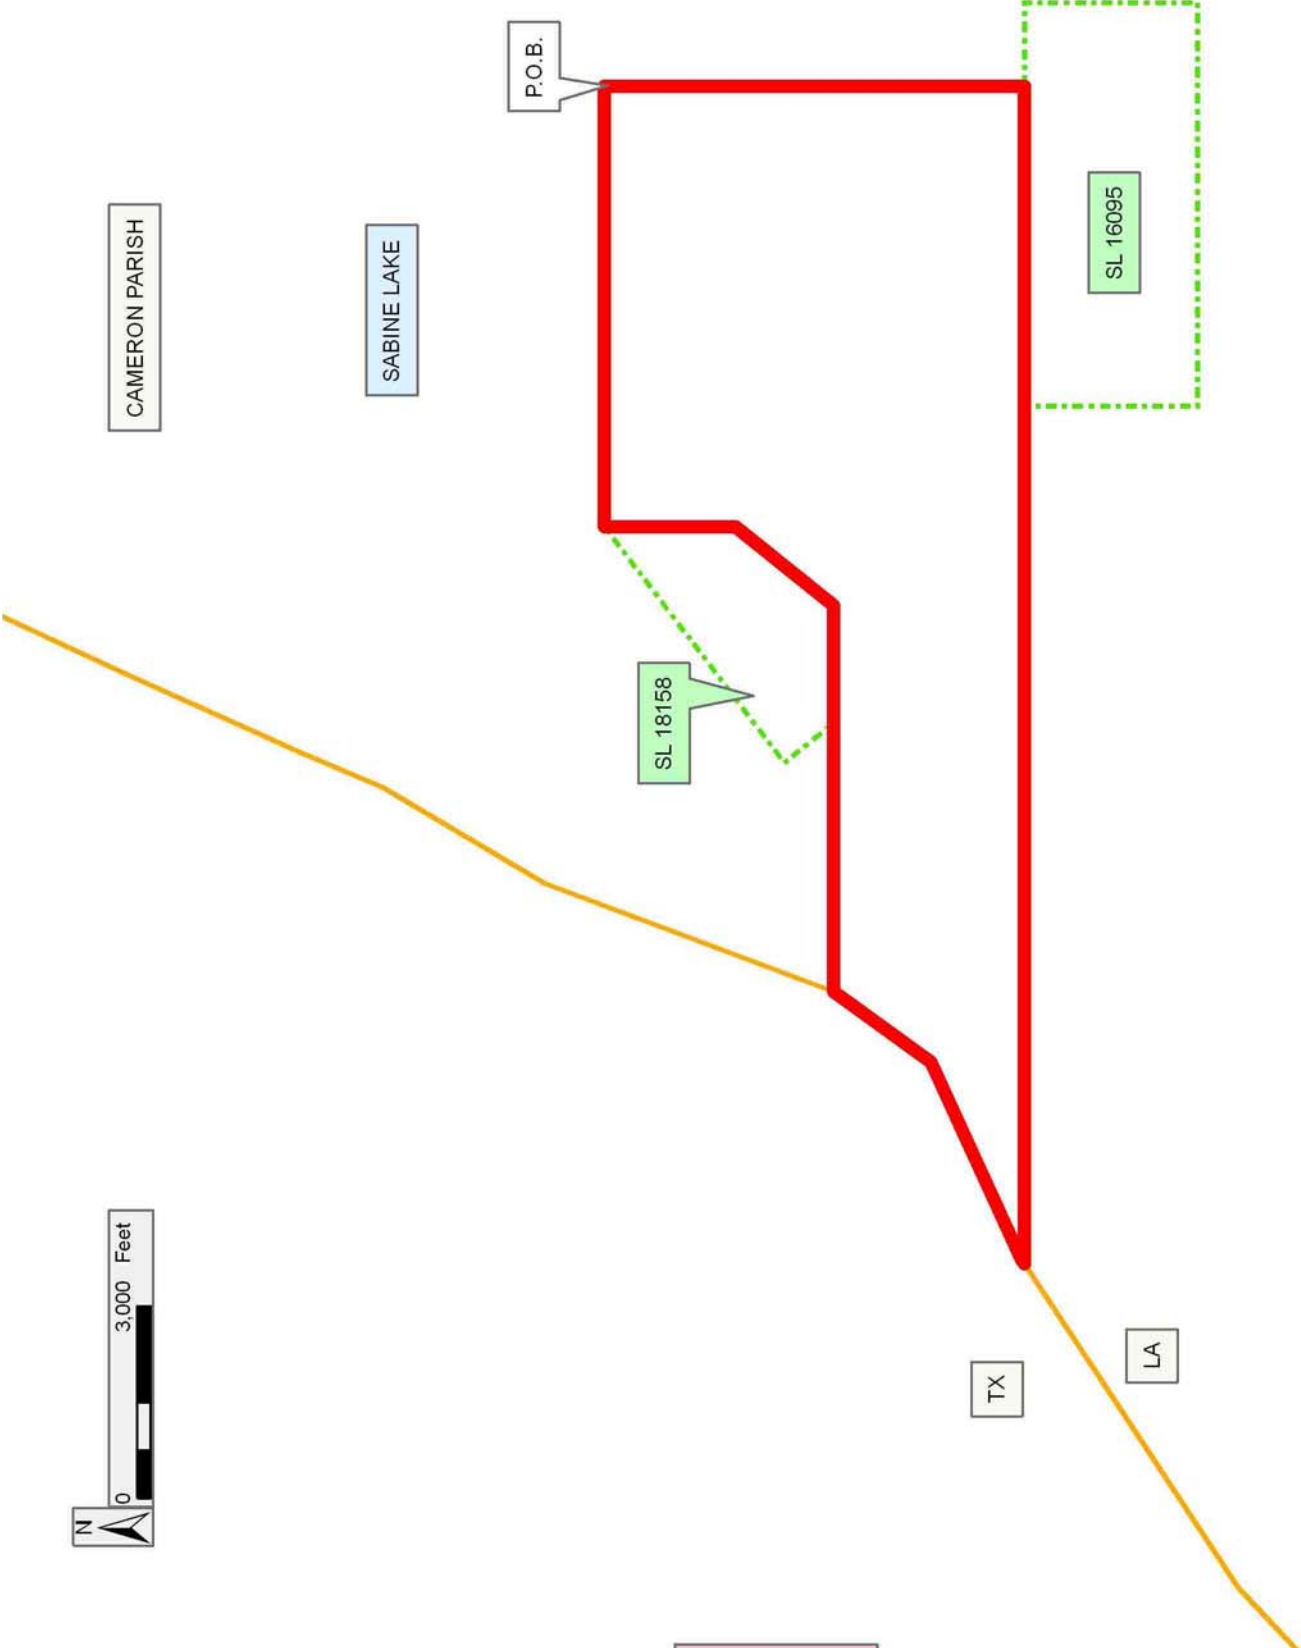 N
0 3,000 Feet
CAMERON PARISH
SABINE LAKE
P.O.B.
SL 18158
SL 16095
TX
LA